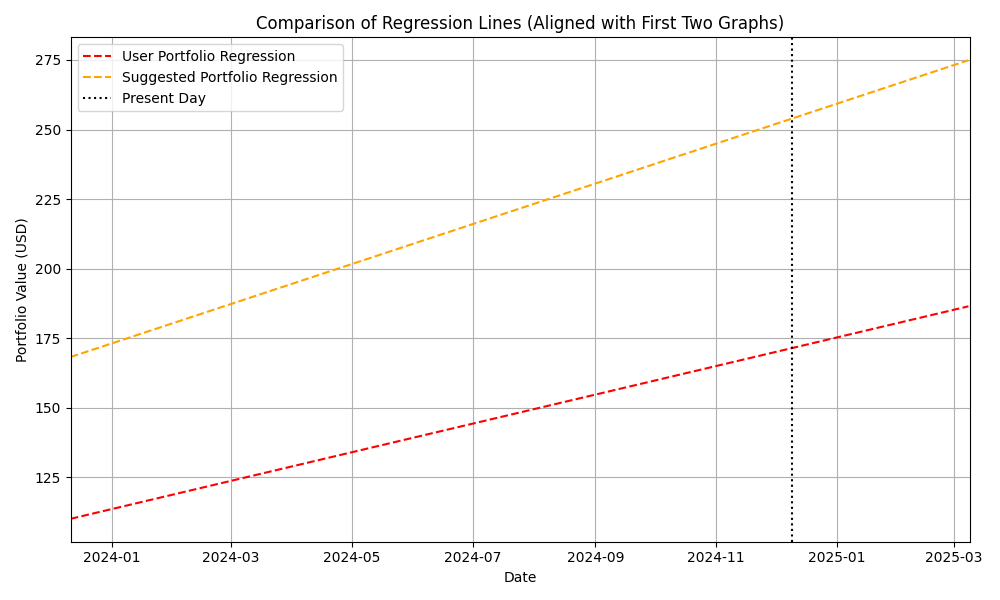 Comparison of Regression Lines (Aligned with First Two Graphs)
User Portfolio Regression
Suggested Portfolio Regression
Present Day
Portfolio Value (USD)
275
250
225
200
175
150
125
2024-01
2024-03
2024-05
2024-07
2024-09
2024-11
2025-01
2025-03
Date